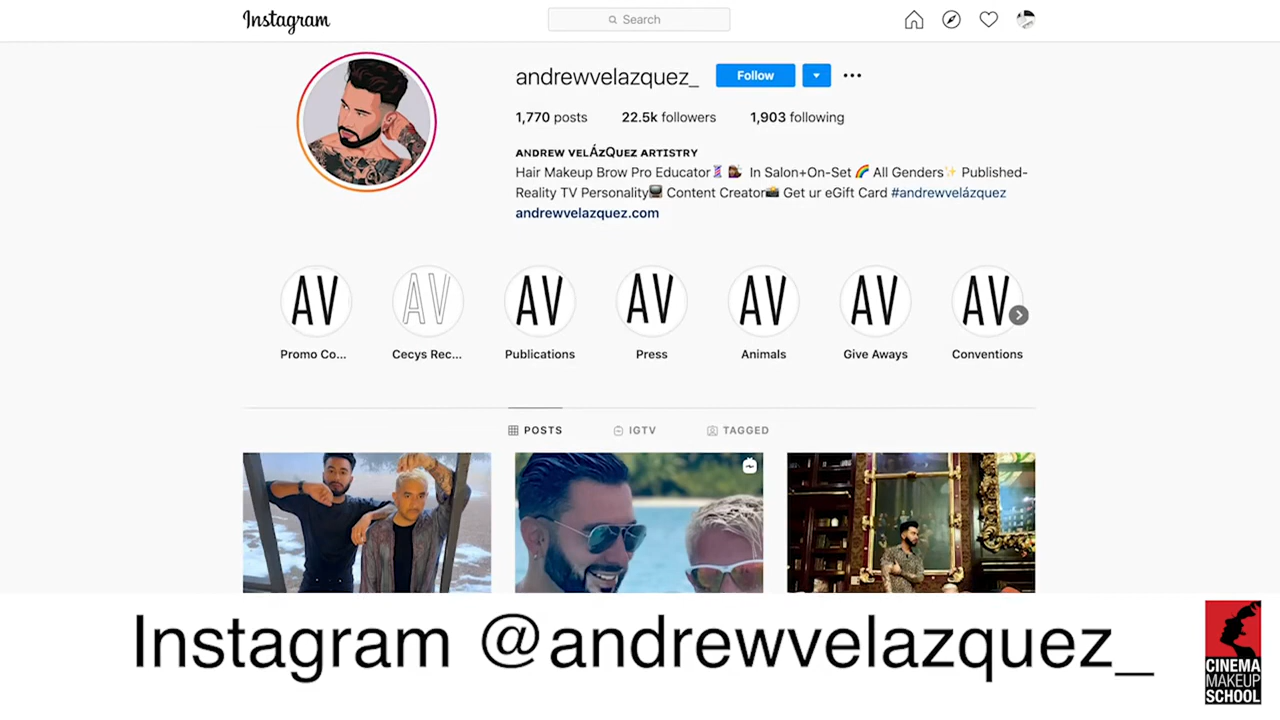 Instagram
Search
andrewvelazquez_
Follow
1,770 posts 22.5k followers 1,903 following
ᴀɴᴅʀᴇᴡ ᴠᴇʟÁᴢQᴜᴇᴢ ᴀʀᴛɪsᴛʀʏ
Hair Makeup Brow Pro Educator💈💇🏽‍♀️ In Salon+On-Set 🌈 All Genders✨ Published-
Reality TV Personality📺 Content Creator📸 Get ur eGift Card #andrewvelázquez
andrewvelazquez.com
AV AV AV AV AV AV AV
Promo Co... Cecys Rec... Publications Press Animals Give Aways Conventions
POSTS IGTV TAGGED
Instagram @andrewvelazquez_
CINEMA
MAKEUP
SCHOOL